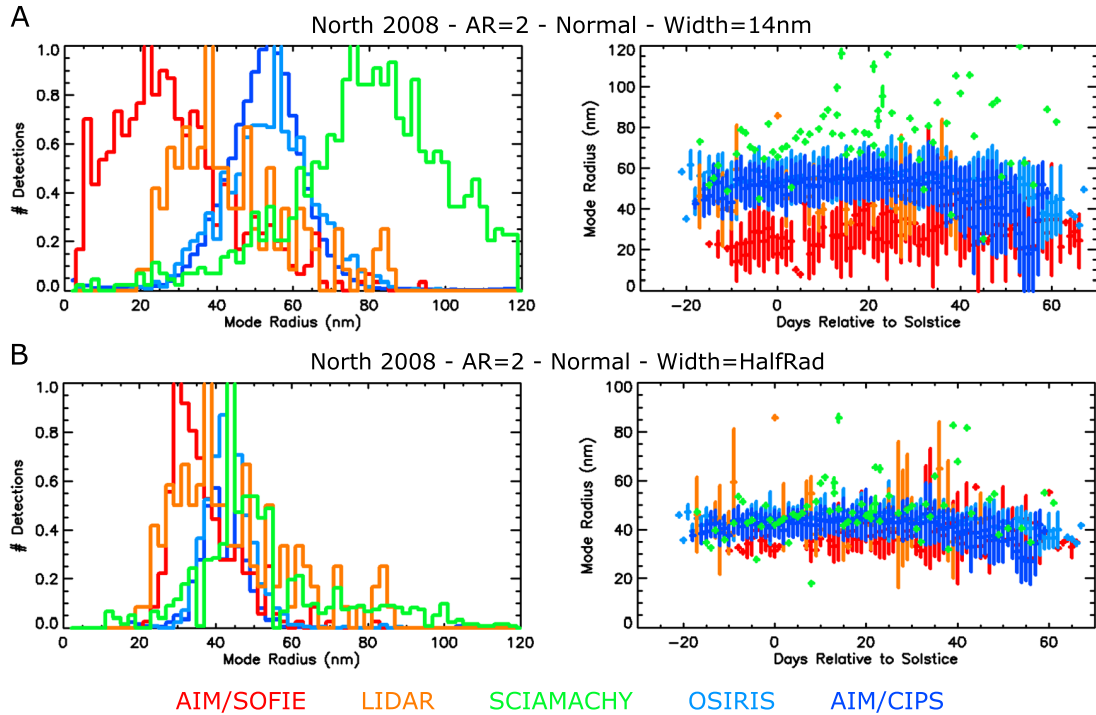 A
North 2008 - AR=2 - Normal - Width=14nm
# Detections
1.0
0.8
0.6
0.4
0.2
0.0
0 20 40 60 80 100 120
Mode Radius (nm)
Mode Radius (nm)
120
100
80
60
40
20
0
−20 0 20 40 60
Days Relative to Solstice
B
North 2008 - AR=2 - Normal - Width=HalfRad
# Detections
1.0
0.8
0.6
0.4
0.2
0.0
0 20 40 60 80 100 120
Mode Radius (nm)
Mode Radius (nm)
100
80
60
40
20
0
−20 0 20 40 60
Days Relative to Solstice
AIM/SOFIE LIDAR SCIAMACHY OSIRIS AIM/CIPS